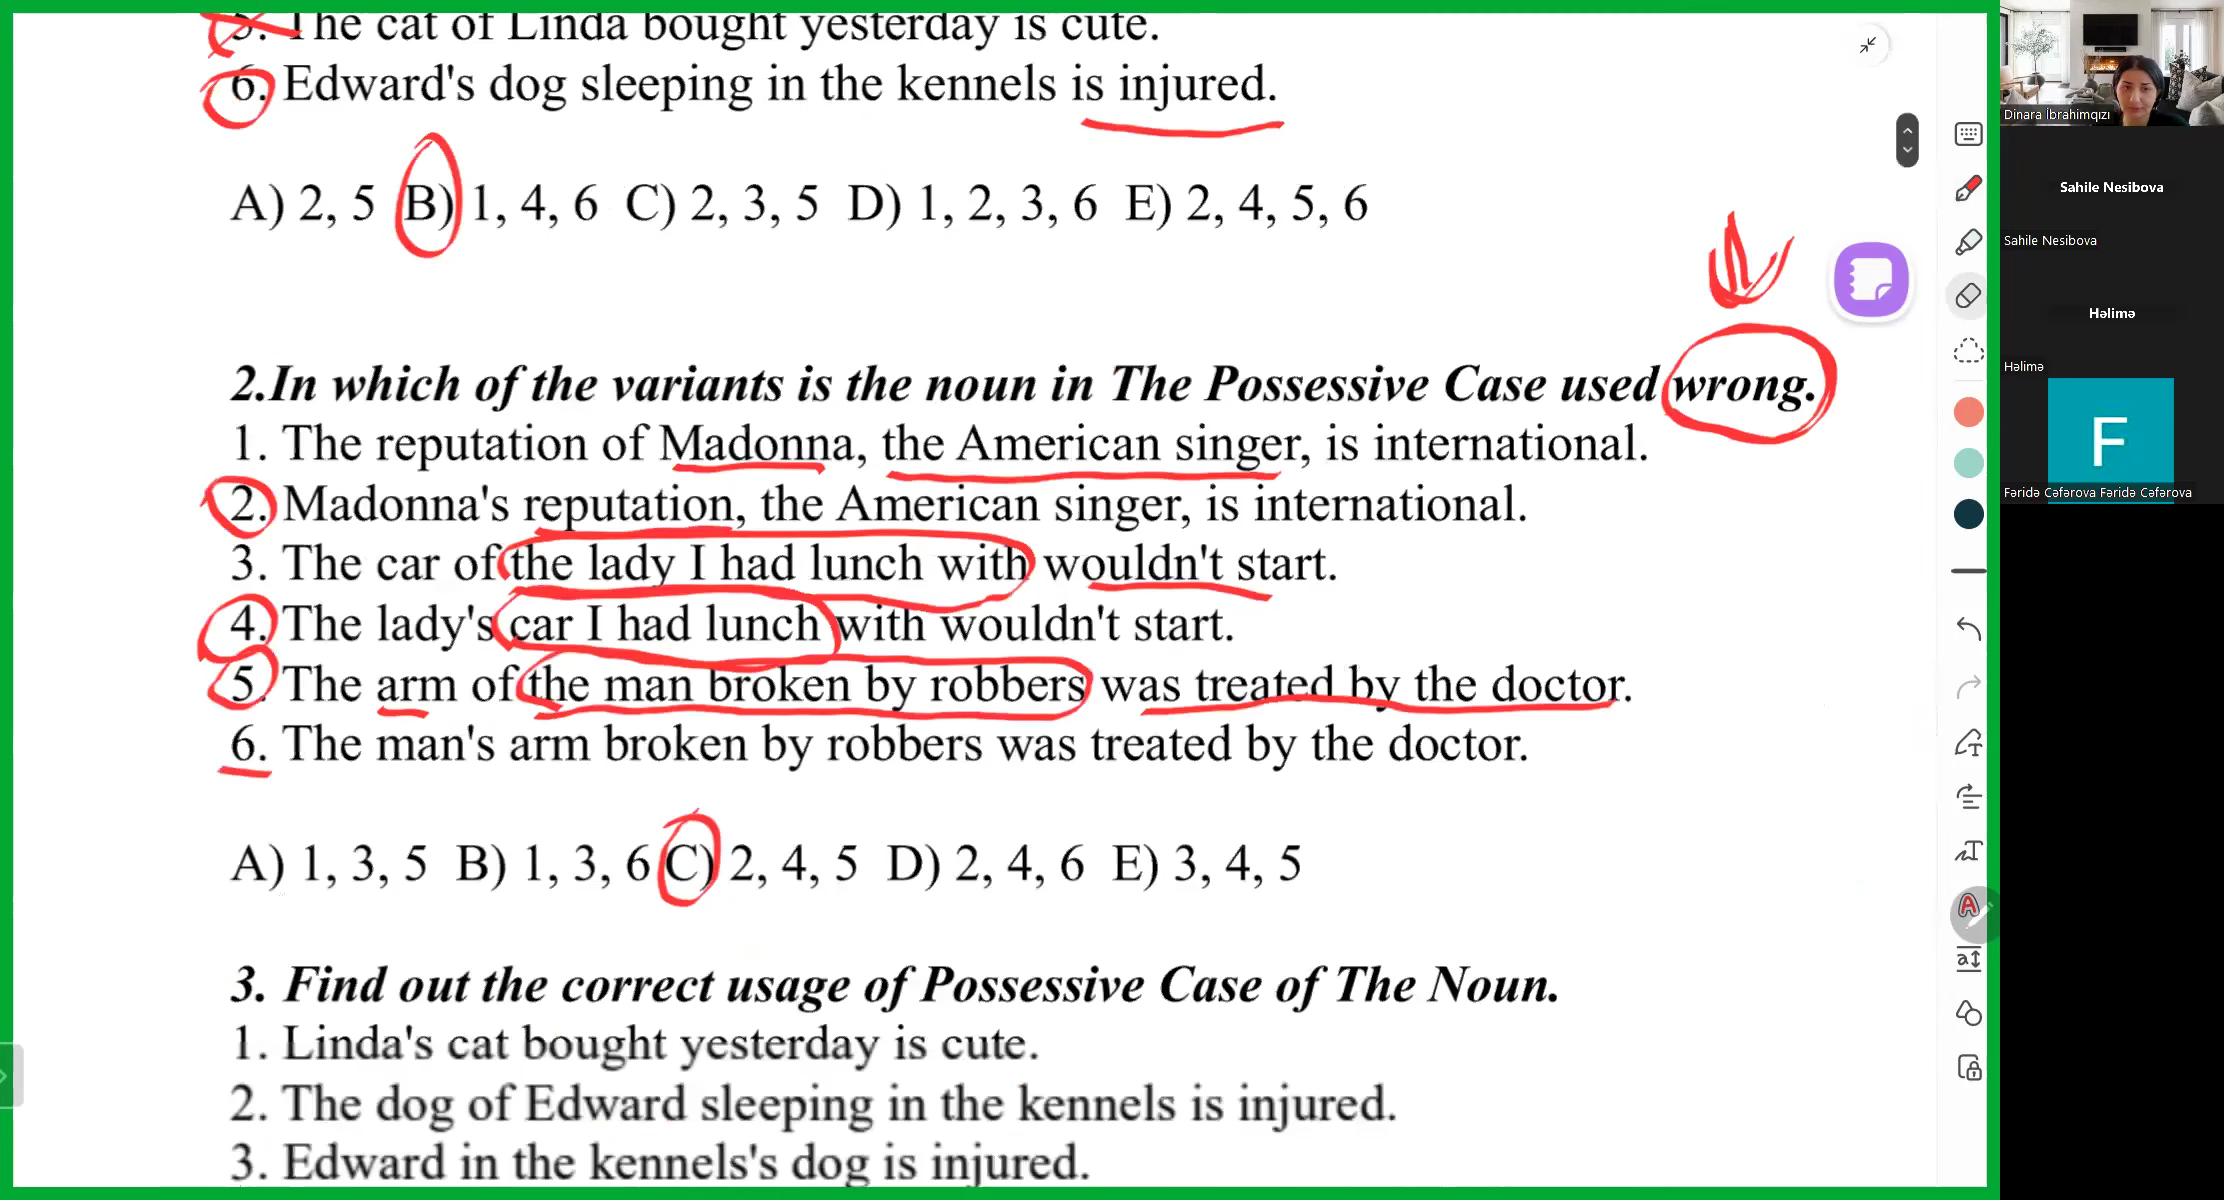 5. The cat of Linda bought yesterday is cute.
6. Edward's dog sleeping in the kennels is injured.
A) 2, 5 B) 1, 4, 6 C) 2, 3, 5 D) 1, 2, 3, 6 E) 2, 4, 5, 6
2.In which of the variants is the noun in The Possessive Case used wrong.
1. The reputation of Madonna, the American singer, is international.
2. Madonna's reputation, the American singer, is international.
3. The car of the lady I had lunch with wouldn't start.
4. The lady's car I had lunch with wouldn't start.
5. The arm of the man broken by robbers was treated by the doctor.
6. The man's arm broken by robbers was treated by the doctor.
A) 1, 3, 5 B) 1, 3, 6 C) 2, 4, 5 D) 2, 4, 6 E) 3, 4, 5
3. Find out the correct usage of Possessive Case of The Noun.
1. Linda's cat bought yesterday is cute.
2. The dog of Edward sleeping in the kennels is injured.
3. Edward in the kennels's dog is injured.
Dinara İbrahimqızı
Sahile Nesibova
Sahile Nesibova
Həlimə
Həlimə
F
Fəridə Cəfərova Fəridə Cəfərova